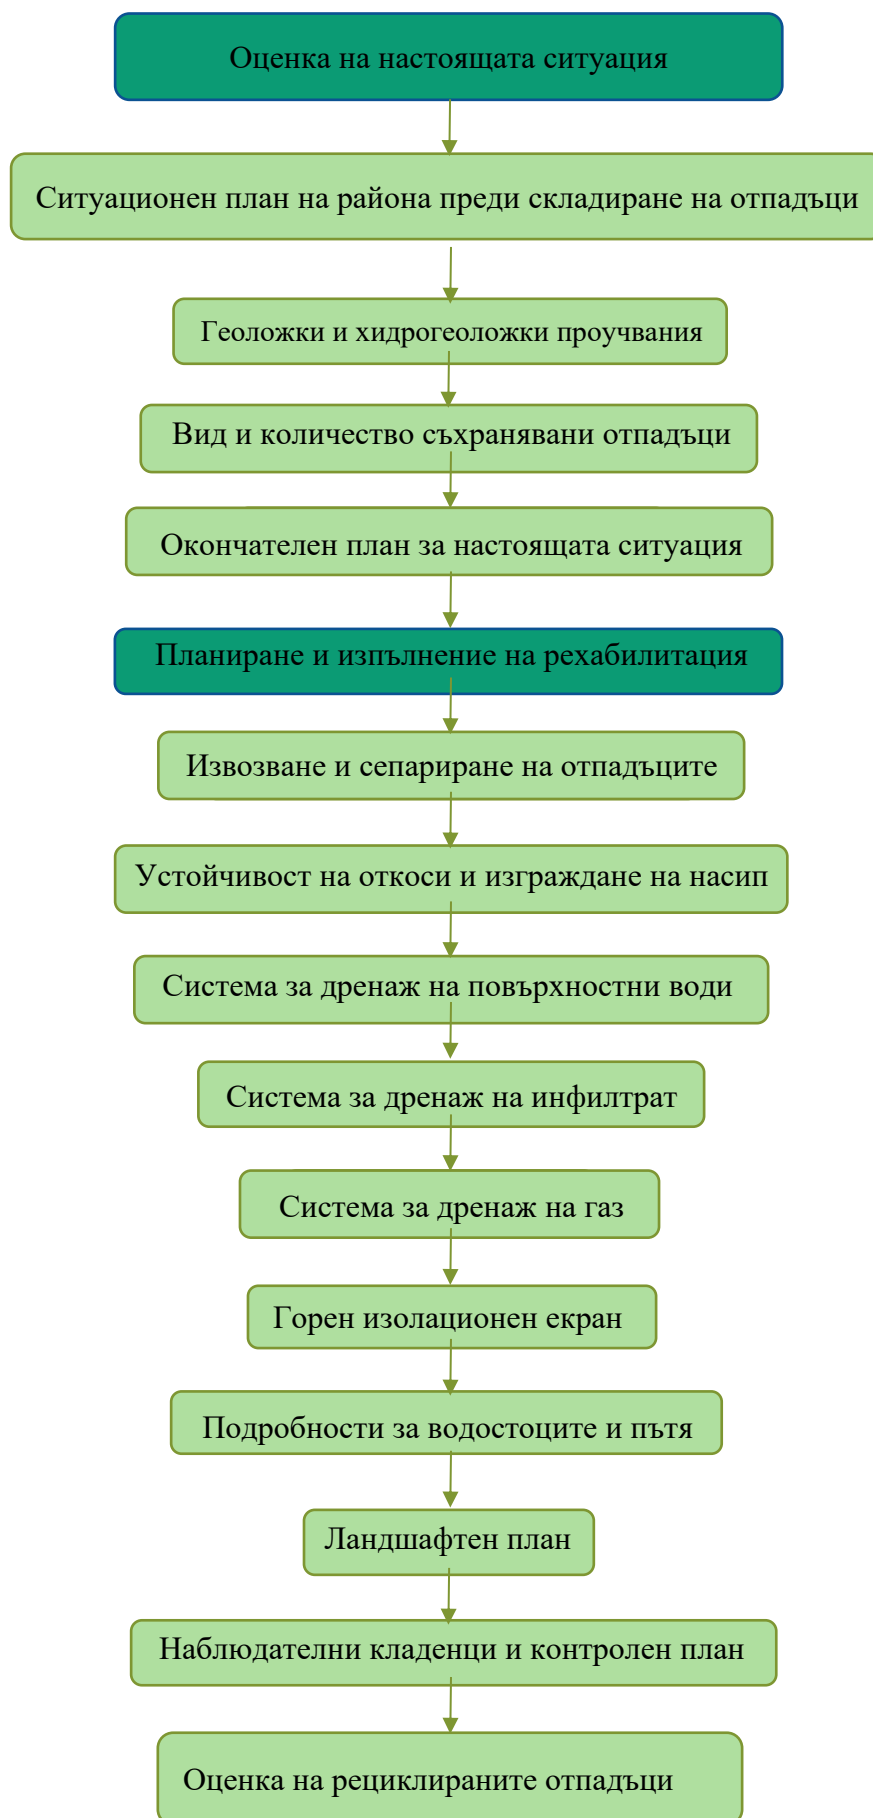 Оценка на настоящата ситуация
Ситуационен план на района преди складиране на отпадъци
Геоложки и хидрогеоложки проучвания
Вид и количество съхранявани отпадъци
Окончателен план за настоящата ситуация
Планиране и изпълнение на рехабилитация
Извозване и сепариране на отпадъците
Устойчивост на откоси и изграждане на насип
Система за дренаж на повърхностни води
Система за дренаж на инфилтрат
Система за дренаж на газ
Горен изолационен екран
Подробности за водостоците и пътя
Ландшафтен план
Наблюдателни кладенци и контролен план
Оценка на рециклираните отпадъци